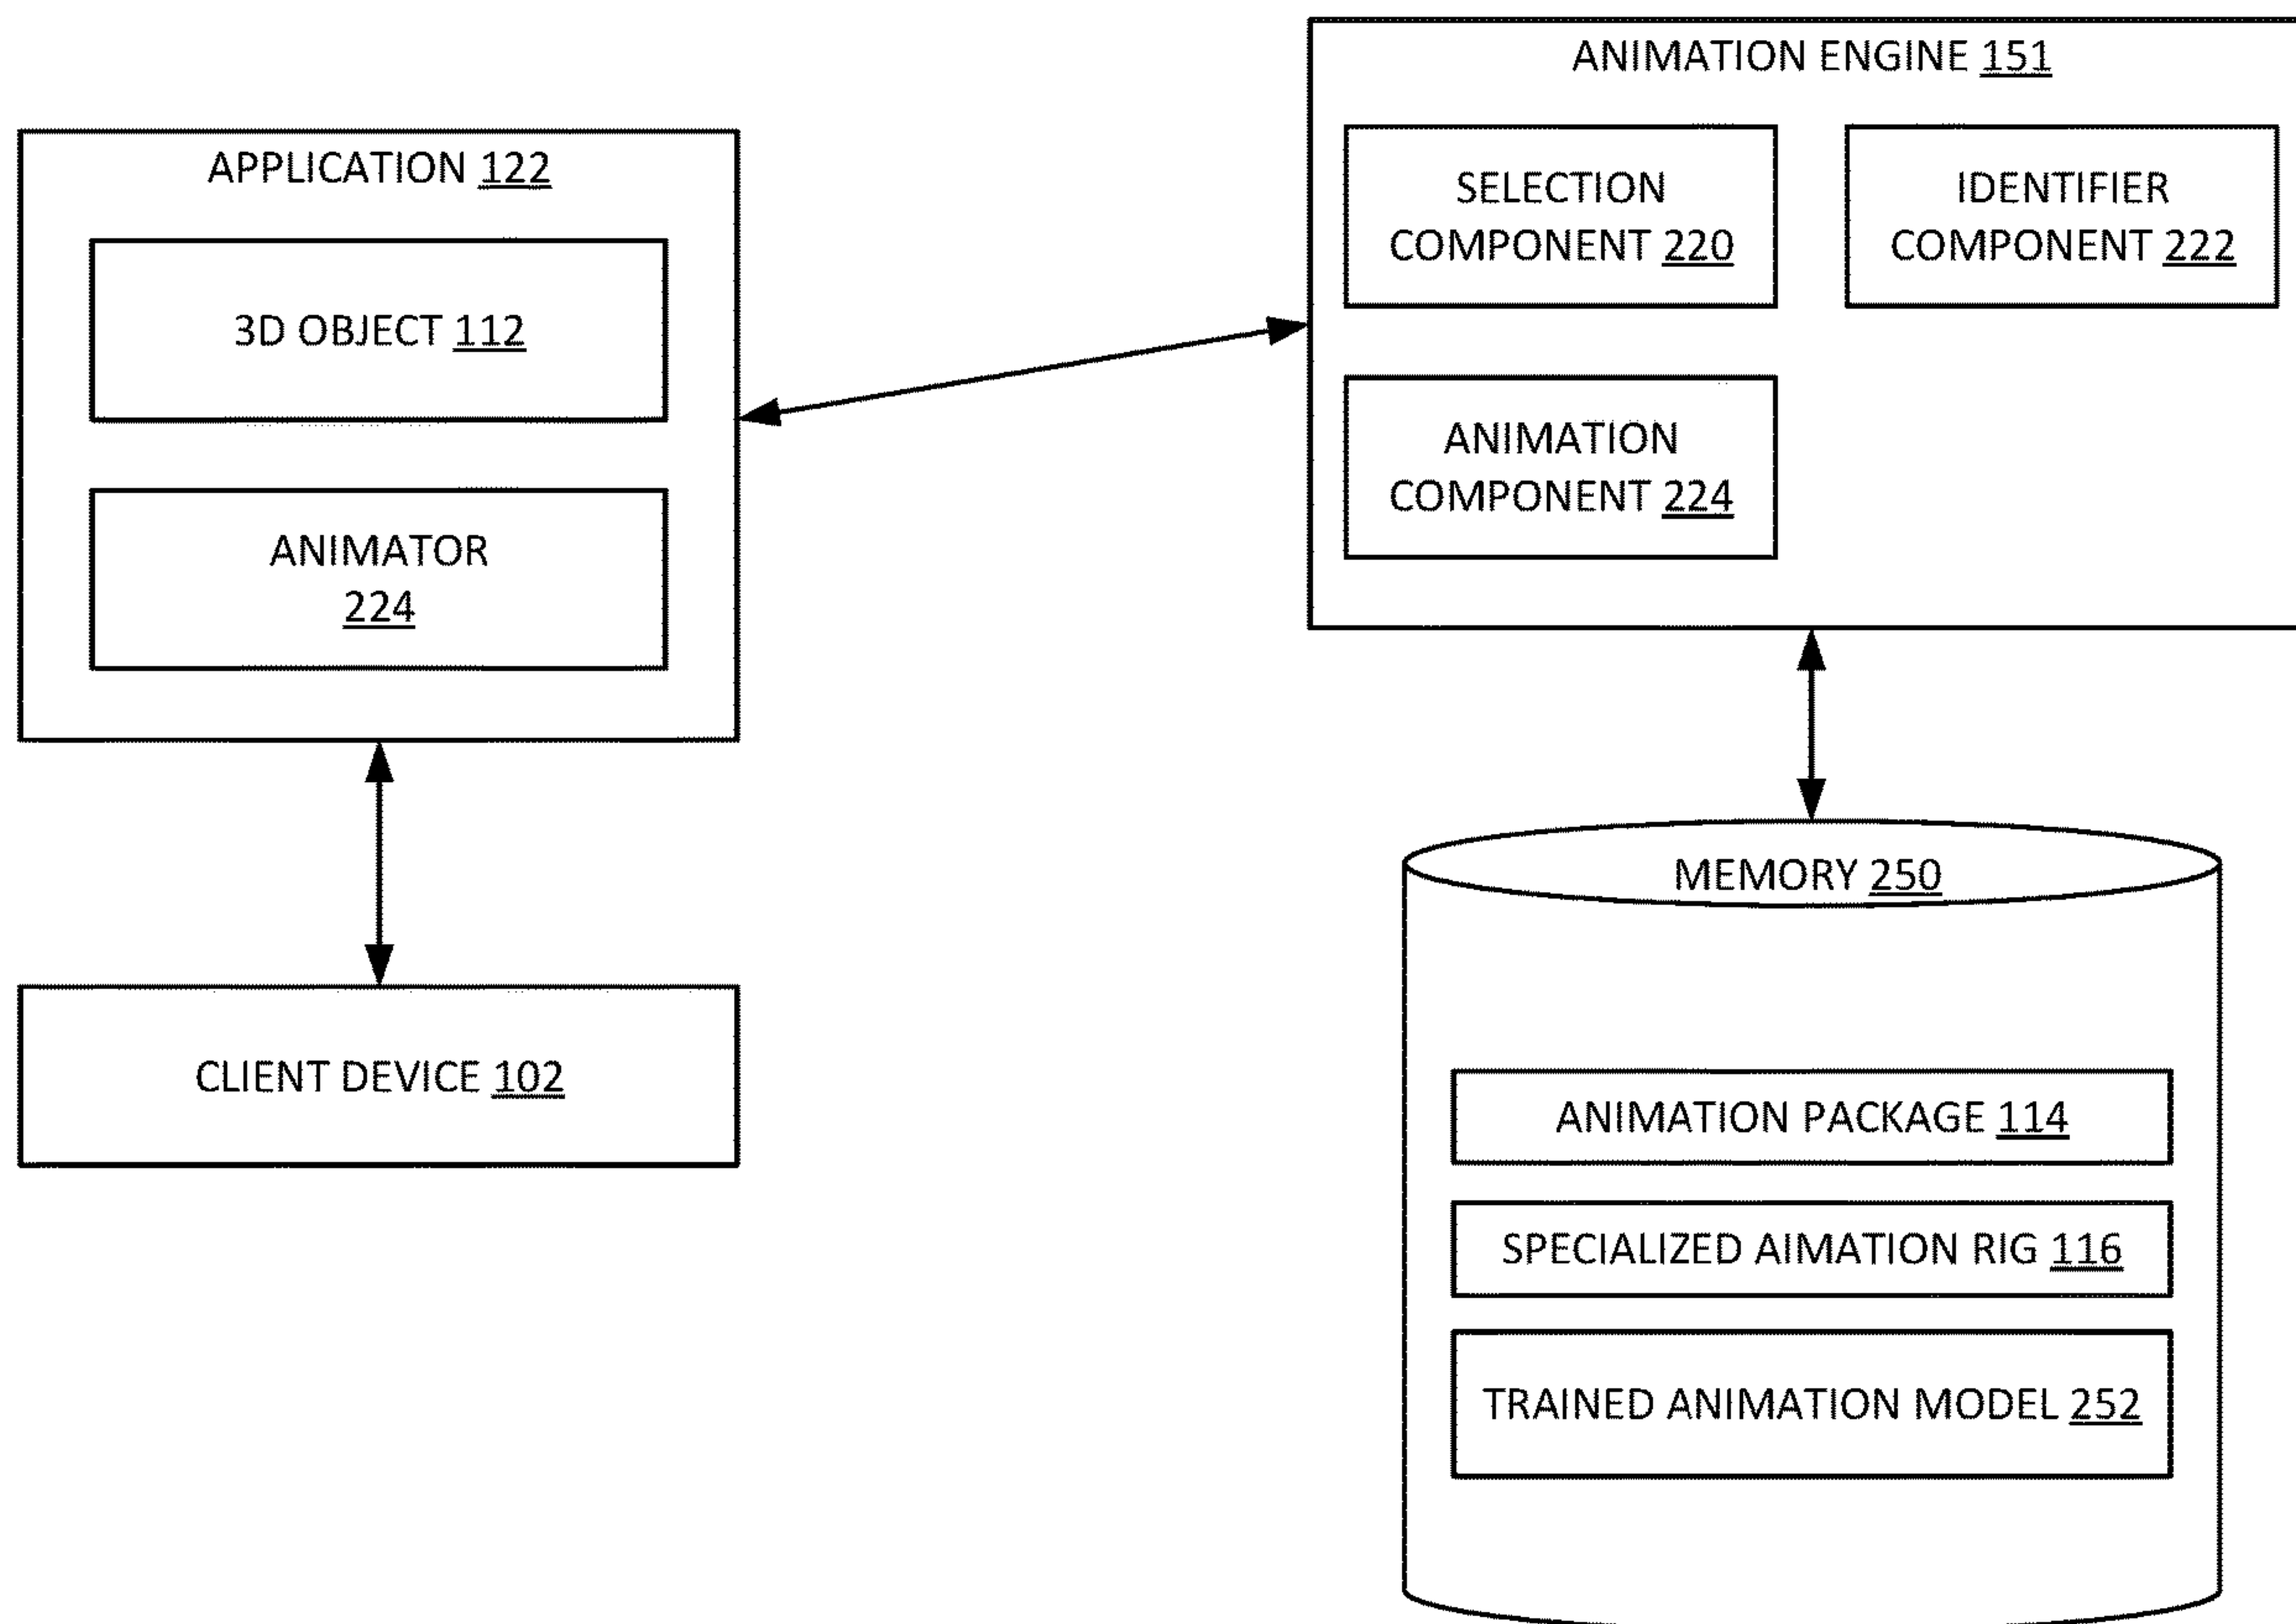 APPLICATION 122
3D OBJECT 112
ANIMATOR
224
CLIENT DEVICE 102
ANIMATION ENGINE 151
SELECTION
COMPONENT 220
IDENTIFIER
COMPONENT 222
ANIMATION
COMPONENT 224
MEMORY 250
ANIMATION PACKAGE 114
SPECIALIZED AIMATION RIG 116
TRAINED ANIMATION MODEL 252